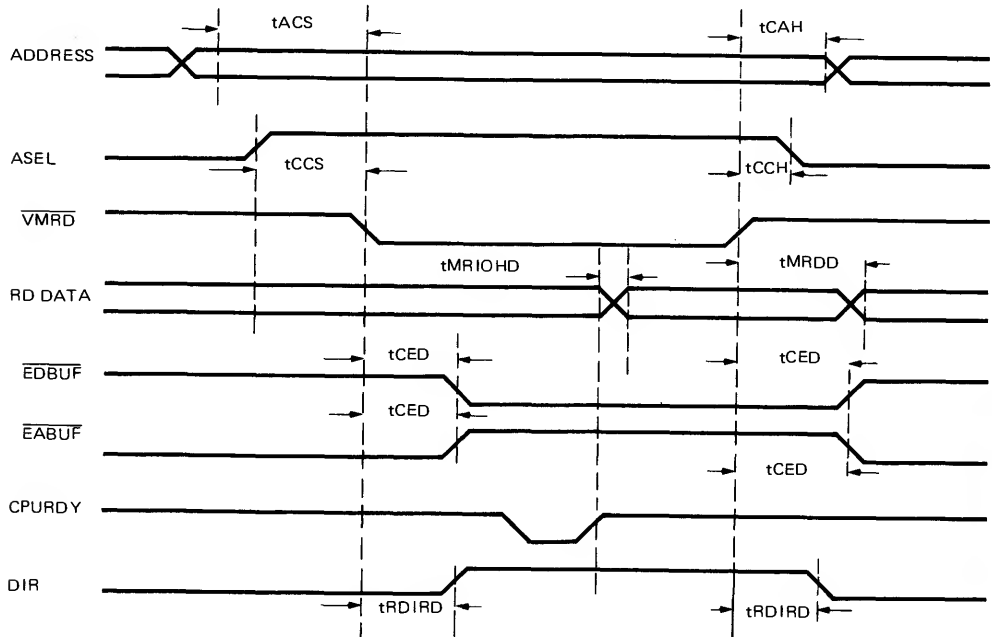 tACS
tCAH
ADDRESS
ASEL
tCCS
tCCH
VMRD
tMRIOHD
tMRDD
RD DATA
tCED
tCED
EDBUF
tCED
EABUF
tCED
CPURDY
DIR
tRDIRD
tRDIRD